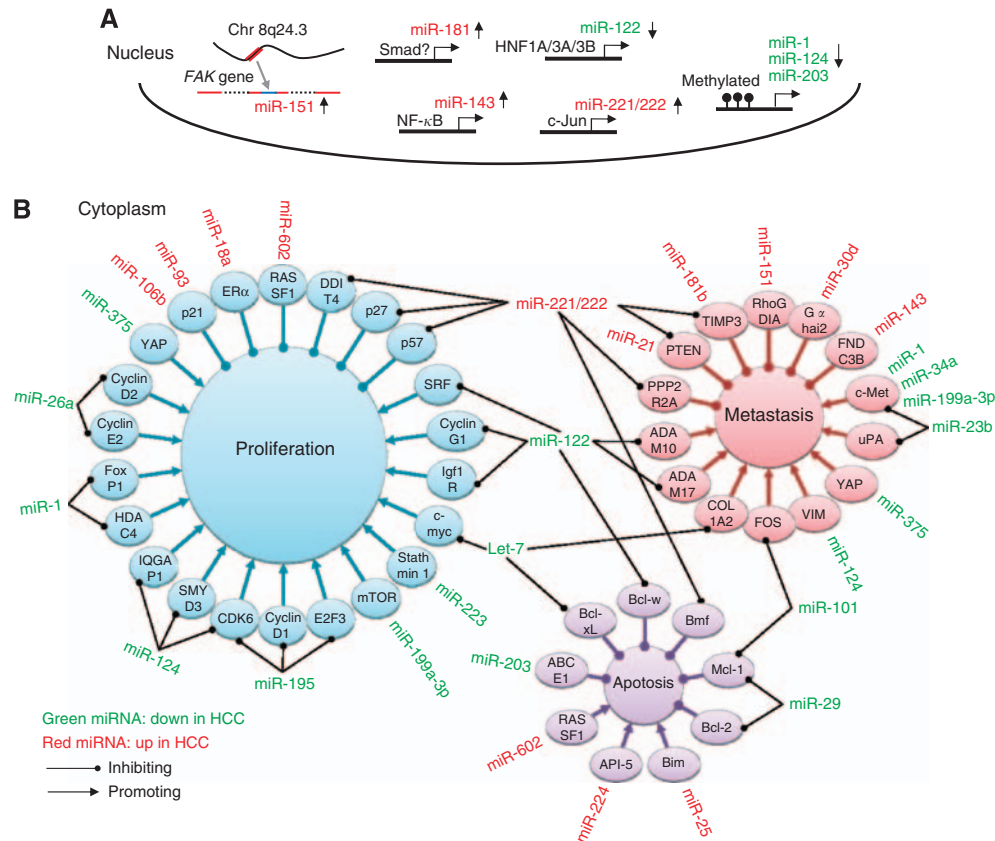 A
Nucleus
Chr 8q24.3
FAK gene
miR-151
miR-181
Smad?
miR-122
HNF1A/3A/3B
miR-1
miR-124
miR-203
Methylated
miR-143
NF-κB
miR-221/222
c-Jun
B
Cytoplasm
miR-375
miR-106b
miR-93
miR-18a
miR-602
YAP
p21
ERα
RAS
SF1
DDI
T4
p27
p57
SRF
Cyclin
G1
Igf1
R
c-
myc
Stath
min 1
mTOR
E2F3
Cyclin
D1
CDK6
SMY
D3
IQGA
P1
HDA
C4
Fox
P1
Cyclin
E2
Cyclin
D2
Proliferation
miR-26a
miR-1
miR-124
miR-195
miR-199a-3p
miR-223
miR-221/222
miR-122
Let-7
miR-21
miR-181b
miR-151
miR-30d
miR-143
miR-1
miR-34a
miR-199a-3p
miR-23b
miR-375
miR-124
miR-101
PTEN
TIMP3
RhoG
DIA
G α
hai2
FND
C3B
c-Met
uPA
YAP
VIM
FOS
COL
1A2
ADA
M17
ADA
M10
PPP2
R2A
Metastasis
Bcl-
xL
Bcl-w
Bmf
Mcl-1
Bcl-2
Bim
API-5
RAS
SF1
ABC
E1
Apotosis
miR-203
miR-602
miR-224
miR-25
miR-29
Green miRNA: down in HCC
Red miRNA: up in HCC
Inhibiting
Promoting